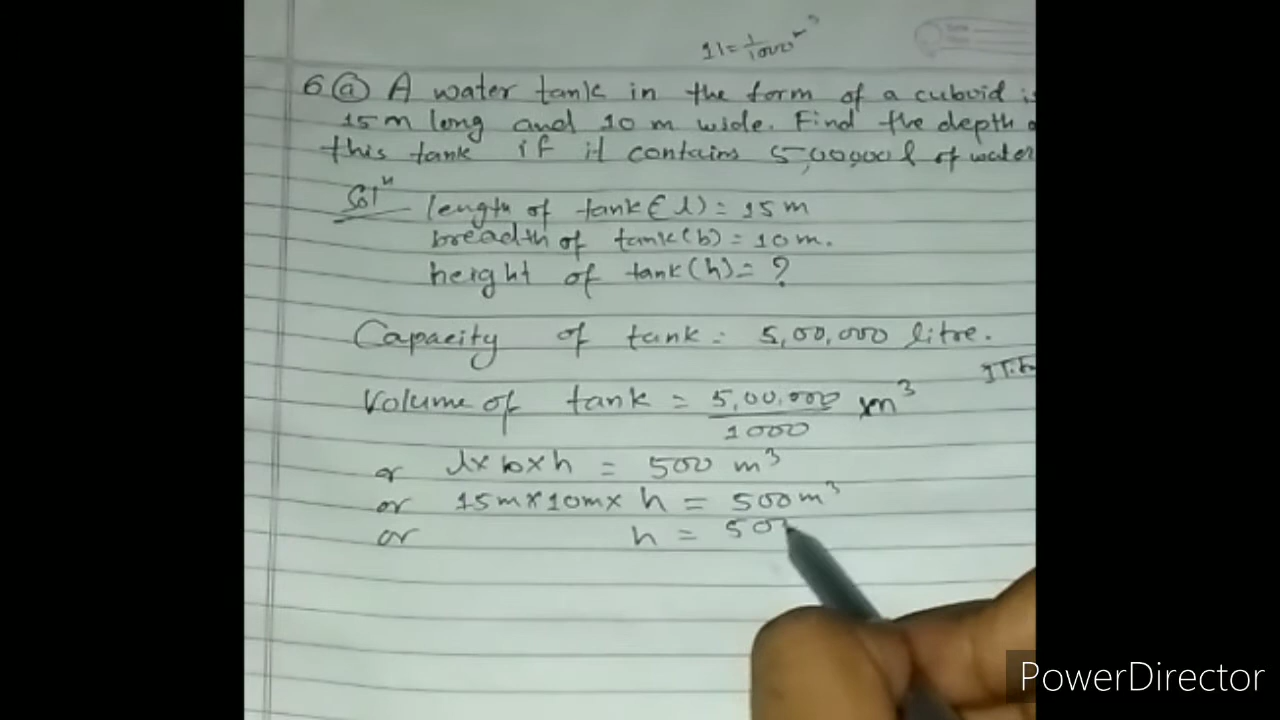 1l = 1/1000 m³
6 (a) A water tank in the form of a cuboid is
15 m long and 10 m wide. Find the depth
this tank if it contains 5,00,000 l of water
Solⁿ length of tank (l) = 15 m
breadth of tank (b) = 10 m.
height of tank (h) = ?
Capacity of tank = 5,00,000 litre.
Volume of tank = 5,00,000/1000 m³
or l × b × h = 500 m³
or 15m × 10m × h = 500 m³
or h = 50
PowerDirector